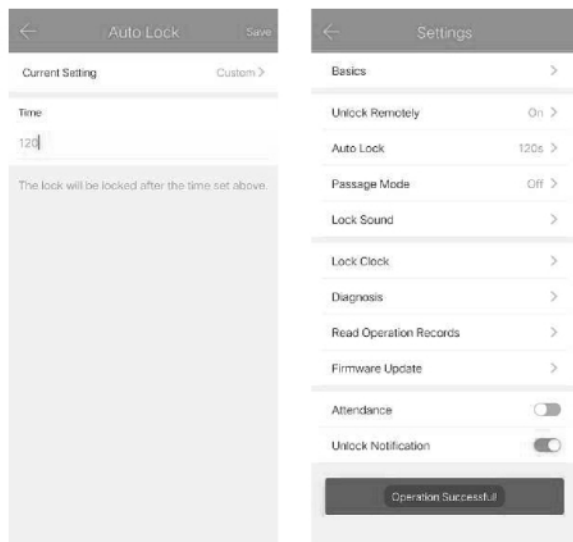 Auto Lock
Save
Current Setting
Custom
Time
120
The lock will be locked after the time set above.
Settings
Basics
Unlock Remotely
On
Auto Lock
120s
Passage Mode
Off
Lock Sound
Lock Clock
Diagnosis
Read Operation Records
Firmware Update
Attendance
Unlock Notification
Operation Successful